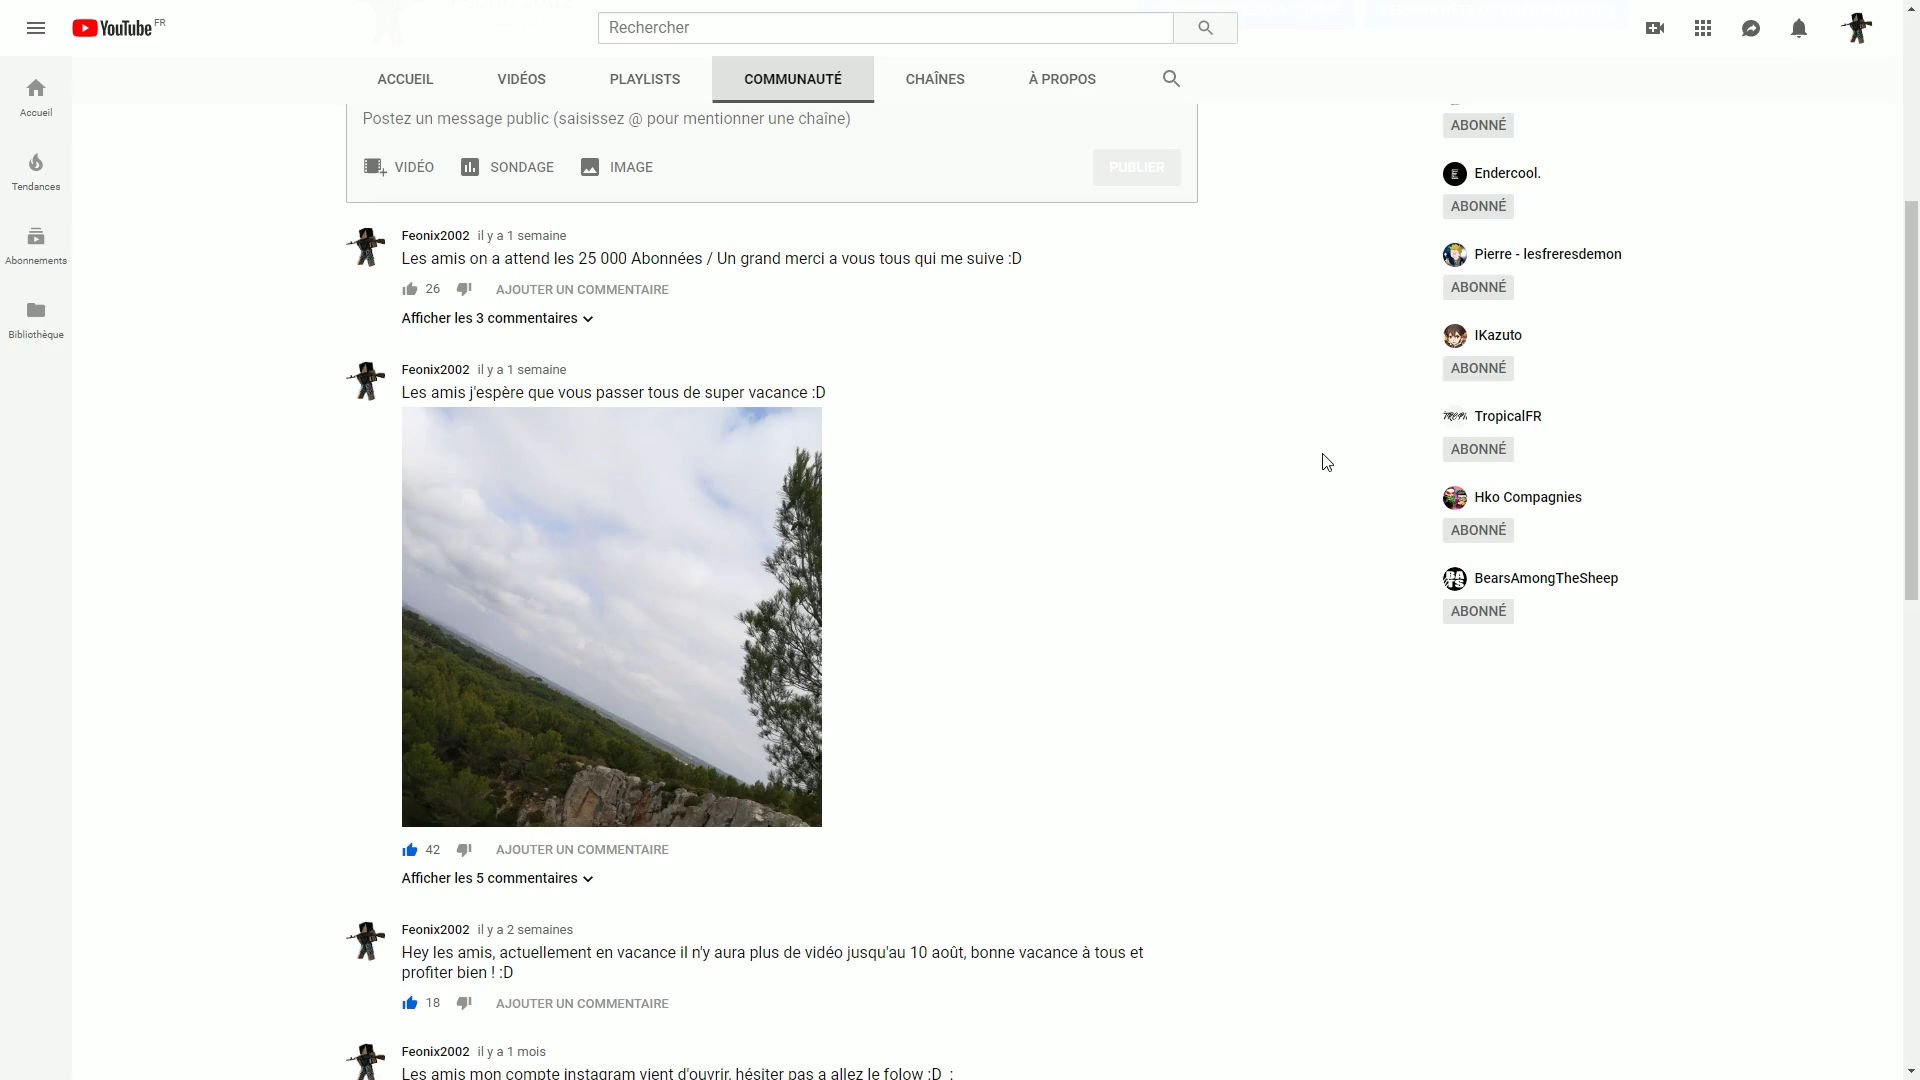 YouTube FR
Rechercher
ACCUEIL VIDÉOS PLAYLISTS COMMUNAUTÉ CHAÎNES À PROPOS
Accueil
Tendances
Abonnements
Bibliothèque
Postez un message public (saisissez @ pour mentionner une chaîne)
VIDÉO SONDAGE IMAGE PUBLIER
Feonix2002 il y a 1 semaine
Les amis on a attend les 25 000 Abonnées / Un grand merci a vous tous qui me suive :D
26 AJOUTER UN COMMENTAIRE
Afficher les 3 commentaires
Feonix2002 il y a 1 semaine
Les amis j'espère que vous passer tous de super vacance :D
42 AJOUTER UN COMMENTAIRE
Afficher les 5 commentaires
Feonix2002 il y a 2 semaines
Hey les amis, actuellement en vacance il n'y aura plus de vidéo jusqu'au 10 août, bonne vacance à tous et
profiter bien ! :D
18 AJOUTER UN COMMENTAIRE
Feonix2002 il y a 1 mois
Les amis mon compte instagram vient d'ouvrir, hésiter pas a allez le folow :D :
ABONNÉ
Endercool.
ABONNÉ
Pierre - lesfreresdemon
ABONNÉ
IKazuto
ABONNÉ
TropicalFR
ABONNÉ
Hko Compagnies
ABONNÉ
BATS
BearsAmongTheSheep
ABONNÉ